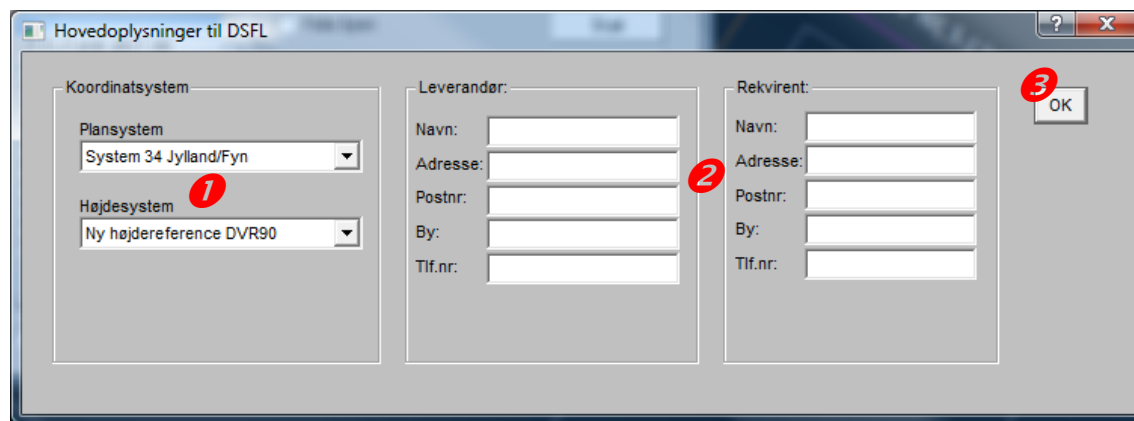 Hovedoplysninger til DSFL
?
X
Koordinatsystem
Plansystem
System 34 Jylland/Fyn
1
Højdesystem
Ny højdereference DVR90
Leverandør:
Navn:
Adresse:
Postnr:
By:
Tlf.nr:
2
Rekvirent:
Navn:
Adresse:
Postnr:
By:
Tlf.nr:
3
OK